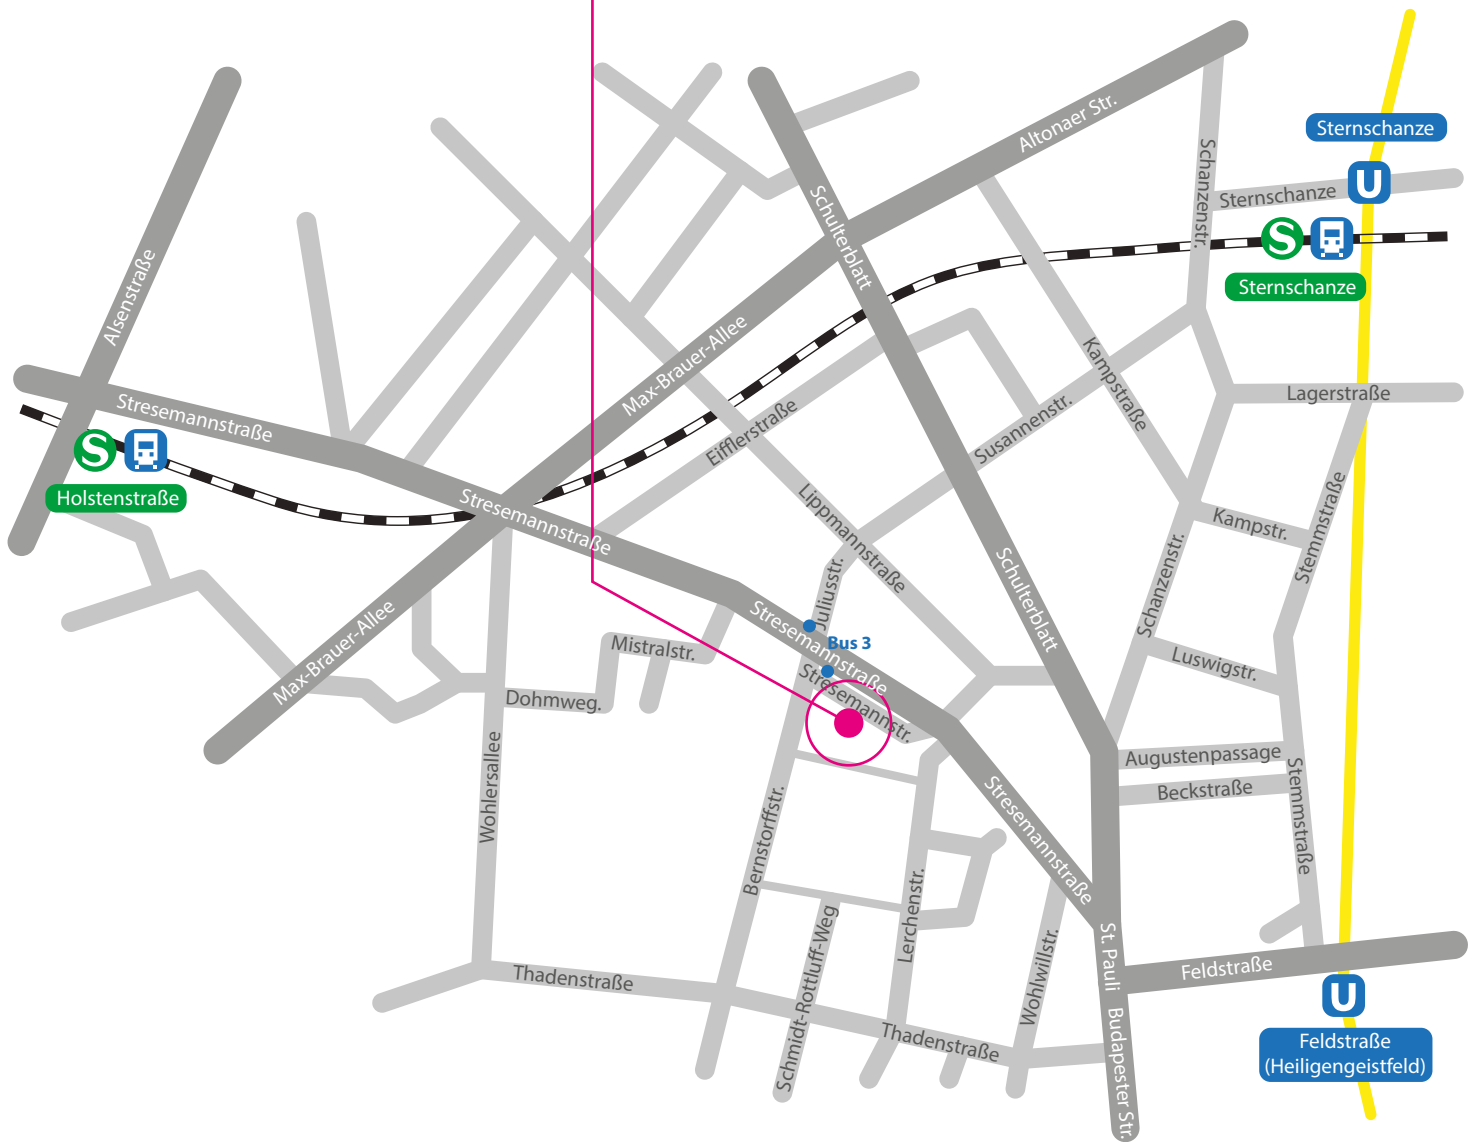 Altonaer Str.
Sternschanze
U
Schanzenstr.
Sternschanze
Schulterblatt
S
Sternschanze
Alsenstraße
Max-Brauer-Allee
Kampstraße
Lagerstraße
Stresemannstraße
Eifflerstraße
Susannenstr.
S
Holstenstraße
Stresemannstraße
Lippmannstraße
Kampstr.
Stemmstraße
Schanzenstr.
Juliusstr.
Schulterblatt
Max-Brauer-Allee
Stresemannstraße
Bus 3
Mistralstr.
Luswigstr.
Stresemannstr.
Dohmweg.
Augustenpassage
Beckstraße
Stemmstraße
Wohlersallee
Bernstorffstr.
Stresemannstraße
Lerchenstr.
Schmidt-Rottluff-Weg
Wohlwillstr.
St. Pauli
Feldstraße
Thadenstraße
U
Thadenstraße
Budapester Str.
Feldstraße
(Heiligengeistfeld)